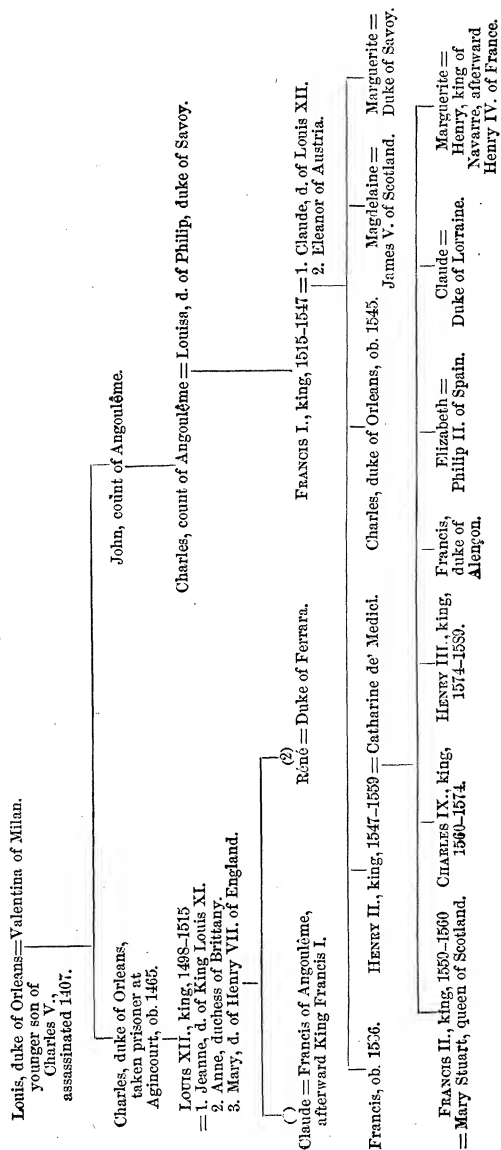 Louis, duke of Orleans=Valentina of Milan.
younger son of
Charles V.,
assassinated 1407.
Charles, duke of Orleans,
taken prisoner at
Agincourt, ob. 1465.
John, count of Angoulême.
LOUIS XII., king, 1498–1515
=1. Jeanne, d. of King Louis XI.
2. Anne, duchess of Brittany.
3. Mary, d. of Henry VII. of England.
Charles, count of Angoulême=Louisa, d. of Philip, duke of Savoy.
()
Claude=Francis of Angoulême,
afterward King Francis I.
(2)
Réné=Duke of Ferrara.
FRANCIS I., king, 1515–1547=1. Claude, d. of Louis XII.
2. Eleanor of Austria.
Francis, ob. 1536.
HENRY II., king, 1547–1559=Catharine de' Medici.
Charles, duke of Orleans, ob. 1545.
Magdelaine=
James V. of Scotland.
Marguerite=
Duke of Savoy.
FRANCIS II., king, 1559–1560
=Mary Stuart, queen of Scotland.
CHARLES IX., king,
1560–1574.
HENRY III., king,
1574–1589.
Francis,
duke of
Alençon.
Elizabeth=
Philip II. of Spain.
Claude=
Duke of Lorraine.
Marguerite=
Henry, king of
Navarre, afterward
Henry IV. of France.